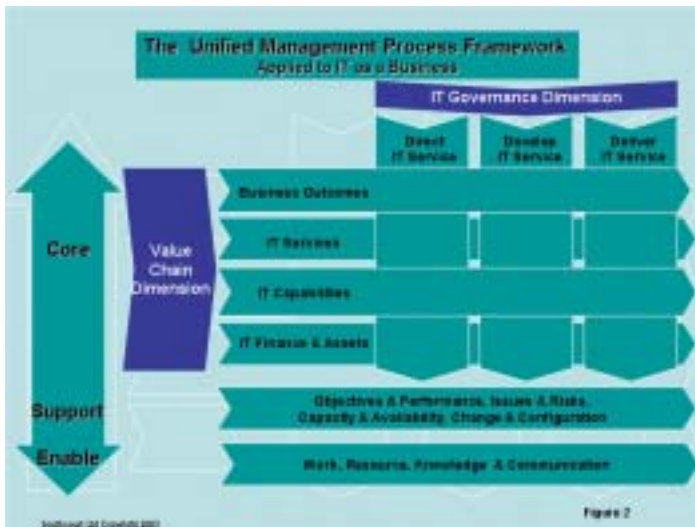 The Unified Management Process Framework
Applied to IT as a Business
IT Governance Dimension
Direct
IT Service
Develop
IT Service
Deliver
IT Service
Business Outcomes
Core
IT Services
Value
Chain
Dimension
IT Capabilities
IT Finance & Assets
Objectives & Performance, Issues & Risks,
Capacity & Availability, Change & Configuration
Support
Enable
Work, Resource, Knowledge & Communication
Figure 2
Ltd Copyright